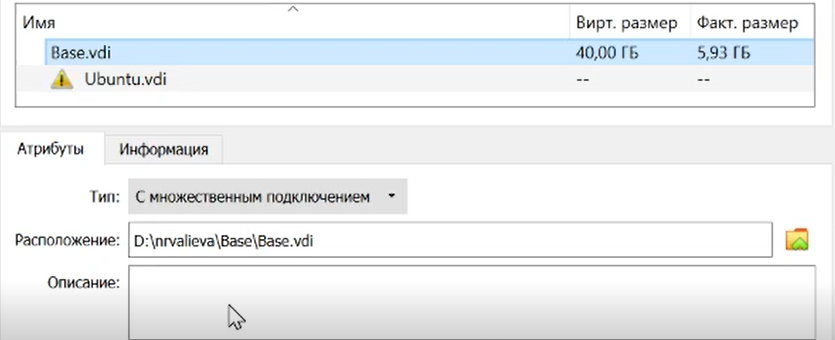 Имя Вирт. размер Факт. размер
Base.vdi 40,00 ГБ 5,93 ГБ
Ubuntu.vdi -- --
Атрибуты Информация
Тип: С множественным подключением
Расположение: D:\nrvalieva\Base\Base.vdi
Описание: